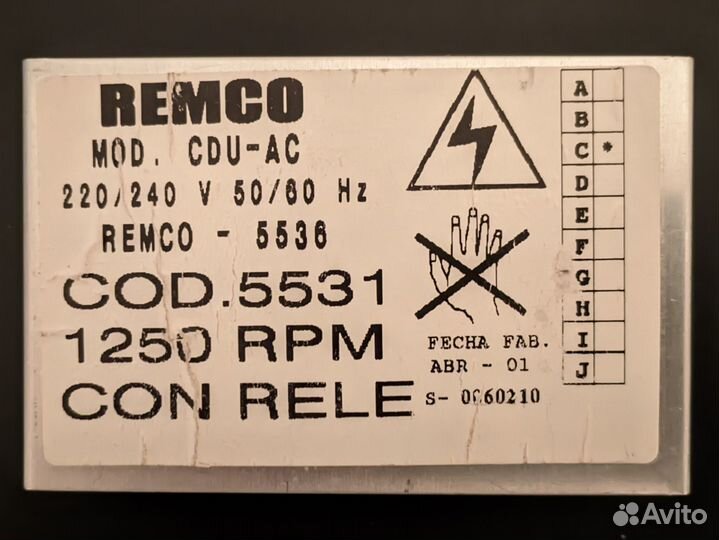 REMCO
MOD. CDU-AC
220/240 V 50/60 Hz
REMCO - 5536
COD.5531
1250 RPM
CON RELE
FECHA FAB.
ABR - 01
S- 0060210
A
B
C *
D
E
F
G
H
I
J
Avito